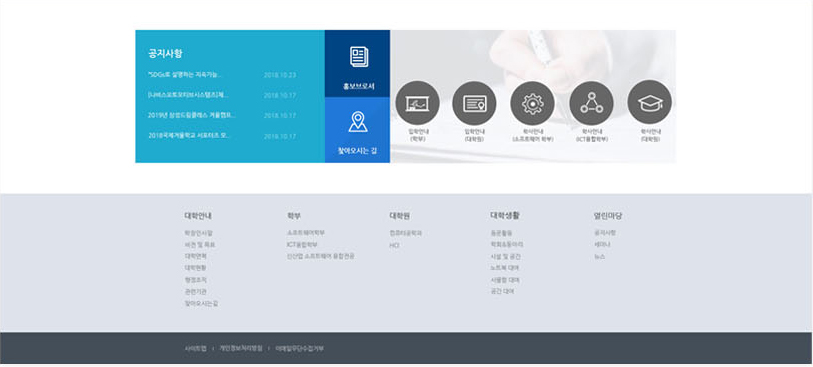 공지사항
"SDGs로 설명하는 지속가능...
2018.10.23
[나비스오토모티브시스템즈]채...
2018.10.17
2019년 삼성드림클래스 겨울캠프...
2018.10.17
2018국제겨울학교 서포터즈 모...
2018.10.17
홍보브로셔
찾아오시는 길
입학안내
(학부)
입학안내
(대학원)
학사안내
(소프트웨어 학부)
학사안내
(ICT융합학부)
학사안내
(대학원)
대학안내
학장인사말
비전 및 목표
대학연혁
대학현황
행정조직
관련기관
찾아오시는길
학부
소프트웨어학부
ICT융합학부
신산업 소프트웨어 융합전공
대학원
컴퓨터공학과
HCI
대학생활
동문활동
학회&동아리
시설 및 공간
노트북 대여
사물함 대여
공간 대여
열린마당
공지사항
세미나
뉴스
사이트맵 | 개인정보처리방침 | 이메일무단수집거부